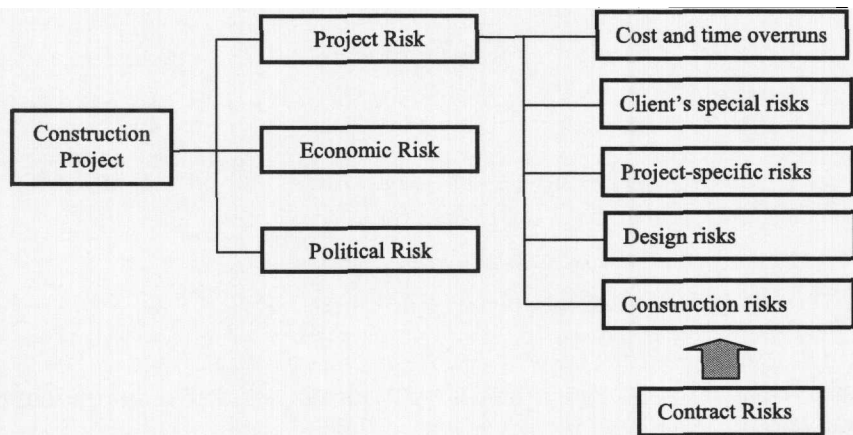 Construction
Project
Project Risk
Economic Risk
Political Risk
Cost and time overruns
Client's special risks
Project-specific risks
Design risks
Construction risks
Contract Risks